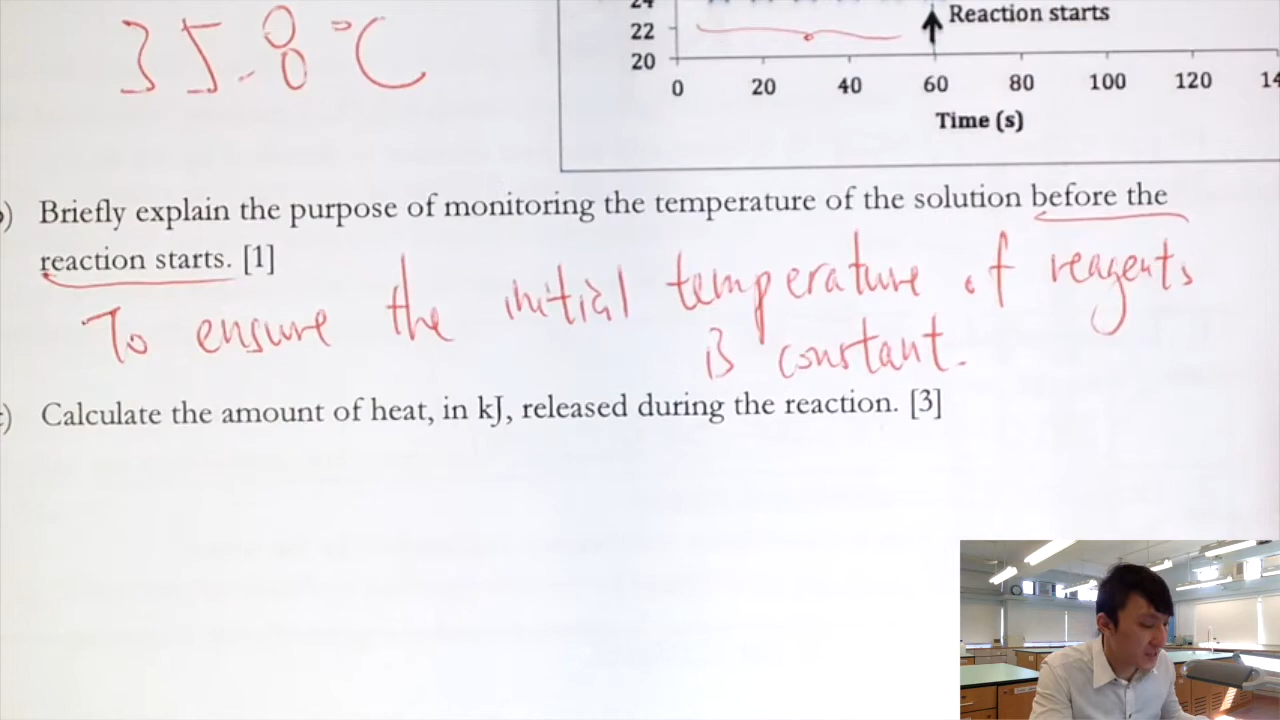 35.8 °C
24
22
20
Reaction starts
0 20 40 60 80 100 120 14
Time (s)
) Briefly explain the purpose of monitoring the temperature of the solution before the
reaction starts. [1]
To ensure the initial temperature of reagents
is constant.
) Calculate the amount of heat, in kJ, released during the reaction. [3]